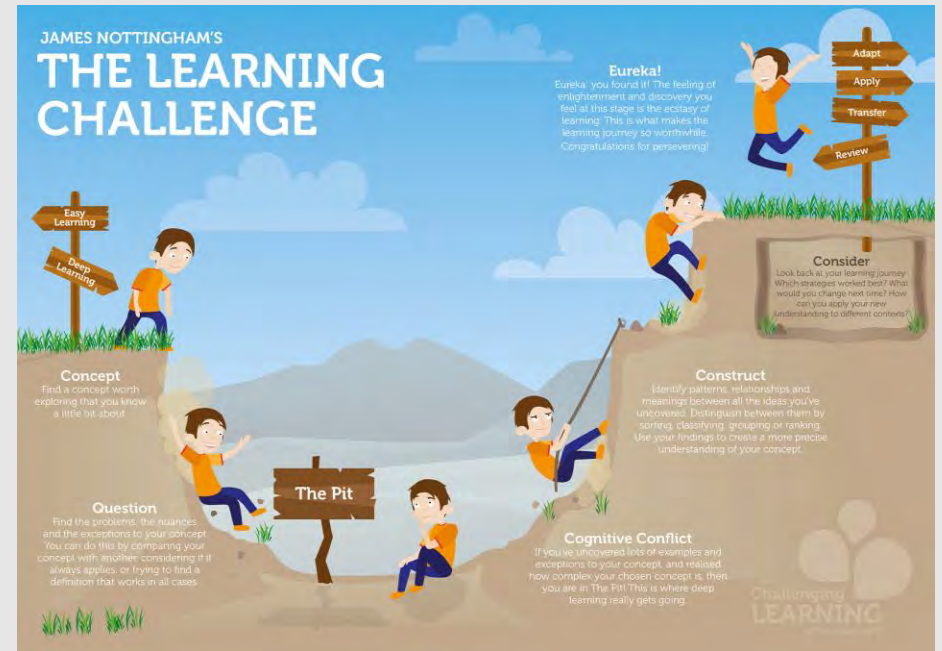 JAMES NOTTINGHAM'S
THE LEARNING
CHALLENGE
Easy
Learning
Deep
Learning
Concept
Find a concept worth
exploring that you know
a little bit about
Question
Find the problems, the nuances
and the exceptions to your concept.
You can do this by comparing your
concept with another, considering if it
always applies, or trying to find a
definition that works in all cases.
The Pit
Cognitive Conflict
If you've uncovered lots of examples and
exceptions to your concept, and realised
how complex your chosen concept is, then
you are in The Pit! This is where deep
learning really gets going.
Construct
Identify patterns, relationships and
meanings between all the ideas you've
uncovered. Distinguish between them by
sorting, classifying, grouping or ranking.
Use your findings to create a more precise
understanding of your concept.
Eureka!
Eureka: you found it! The feeling of
enlightenment and discovery you
feel at this stage is the ecstasy of
learning. This is what makes the
learning journey so worthwhile.
Congratulations for persevering!
Adapt
Apply
Transfer
Review
Consider
Look back at your learning journey
Which strategies worked best? What
would you change next time? How
can you apply your new
understanding to different contexts?
Challenging
LEARNING